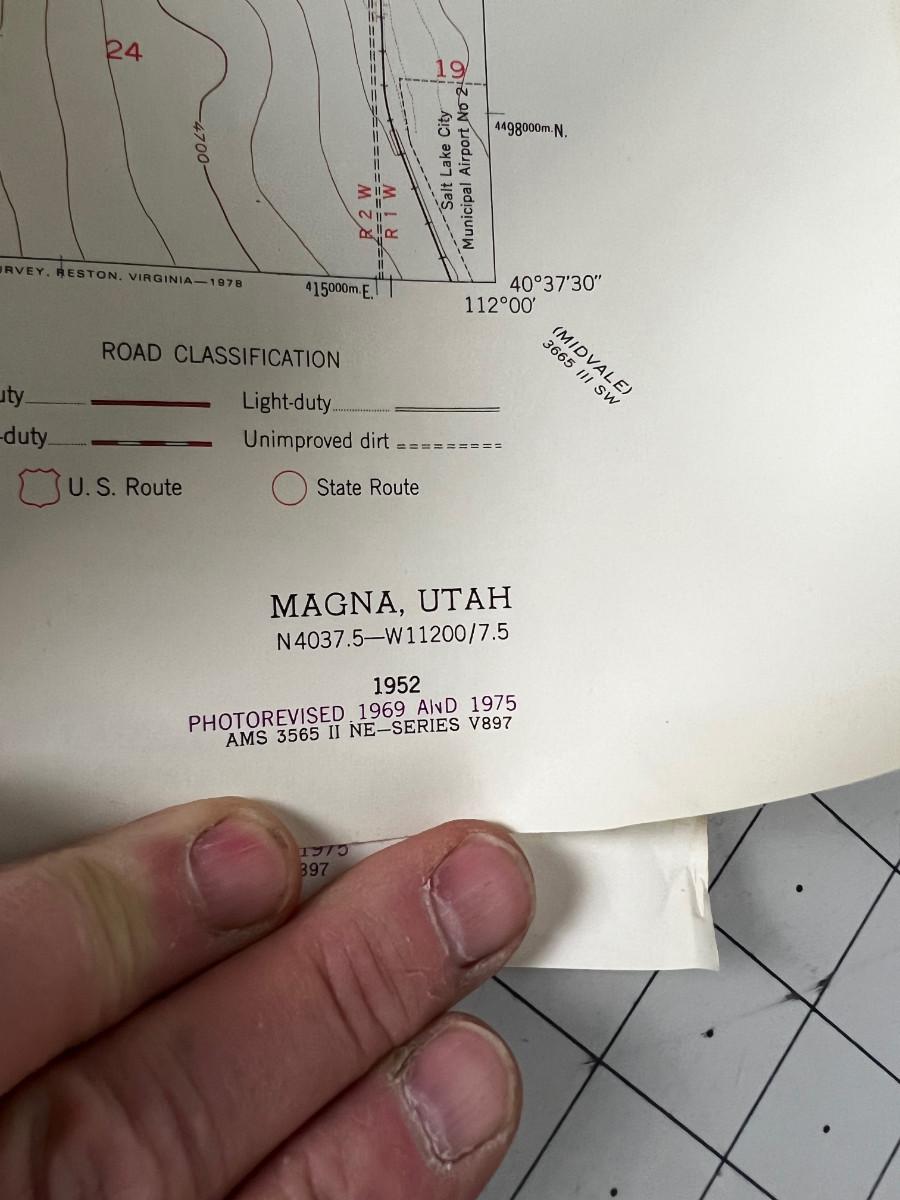 24
19
4700
Salt Lake City
Municipal Airport No 2
4498000m.N.
R 2 W
R 1 W
RVEY, RESTON, VIRGINIA—1978
415000m.E.
40°37'30"
112°00'
(MIDVALE)
3665 III SW
ROAD CLASSIFICATION
uty
Light-duty
-duty
Unimproved dirt
U. S. Route
State Route
MAGNA, UTAH
N4037.5—W11200/7.5
1952
PHOTOREVISED 1969 AND 1975
AMS 3565 II NE—SERIES V897
1975
897